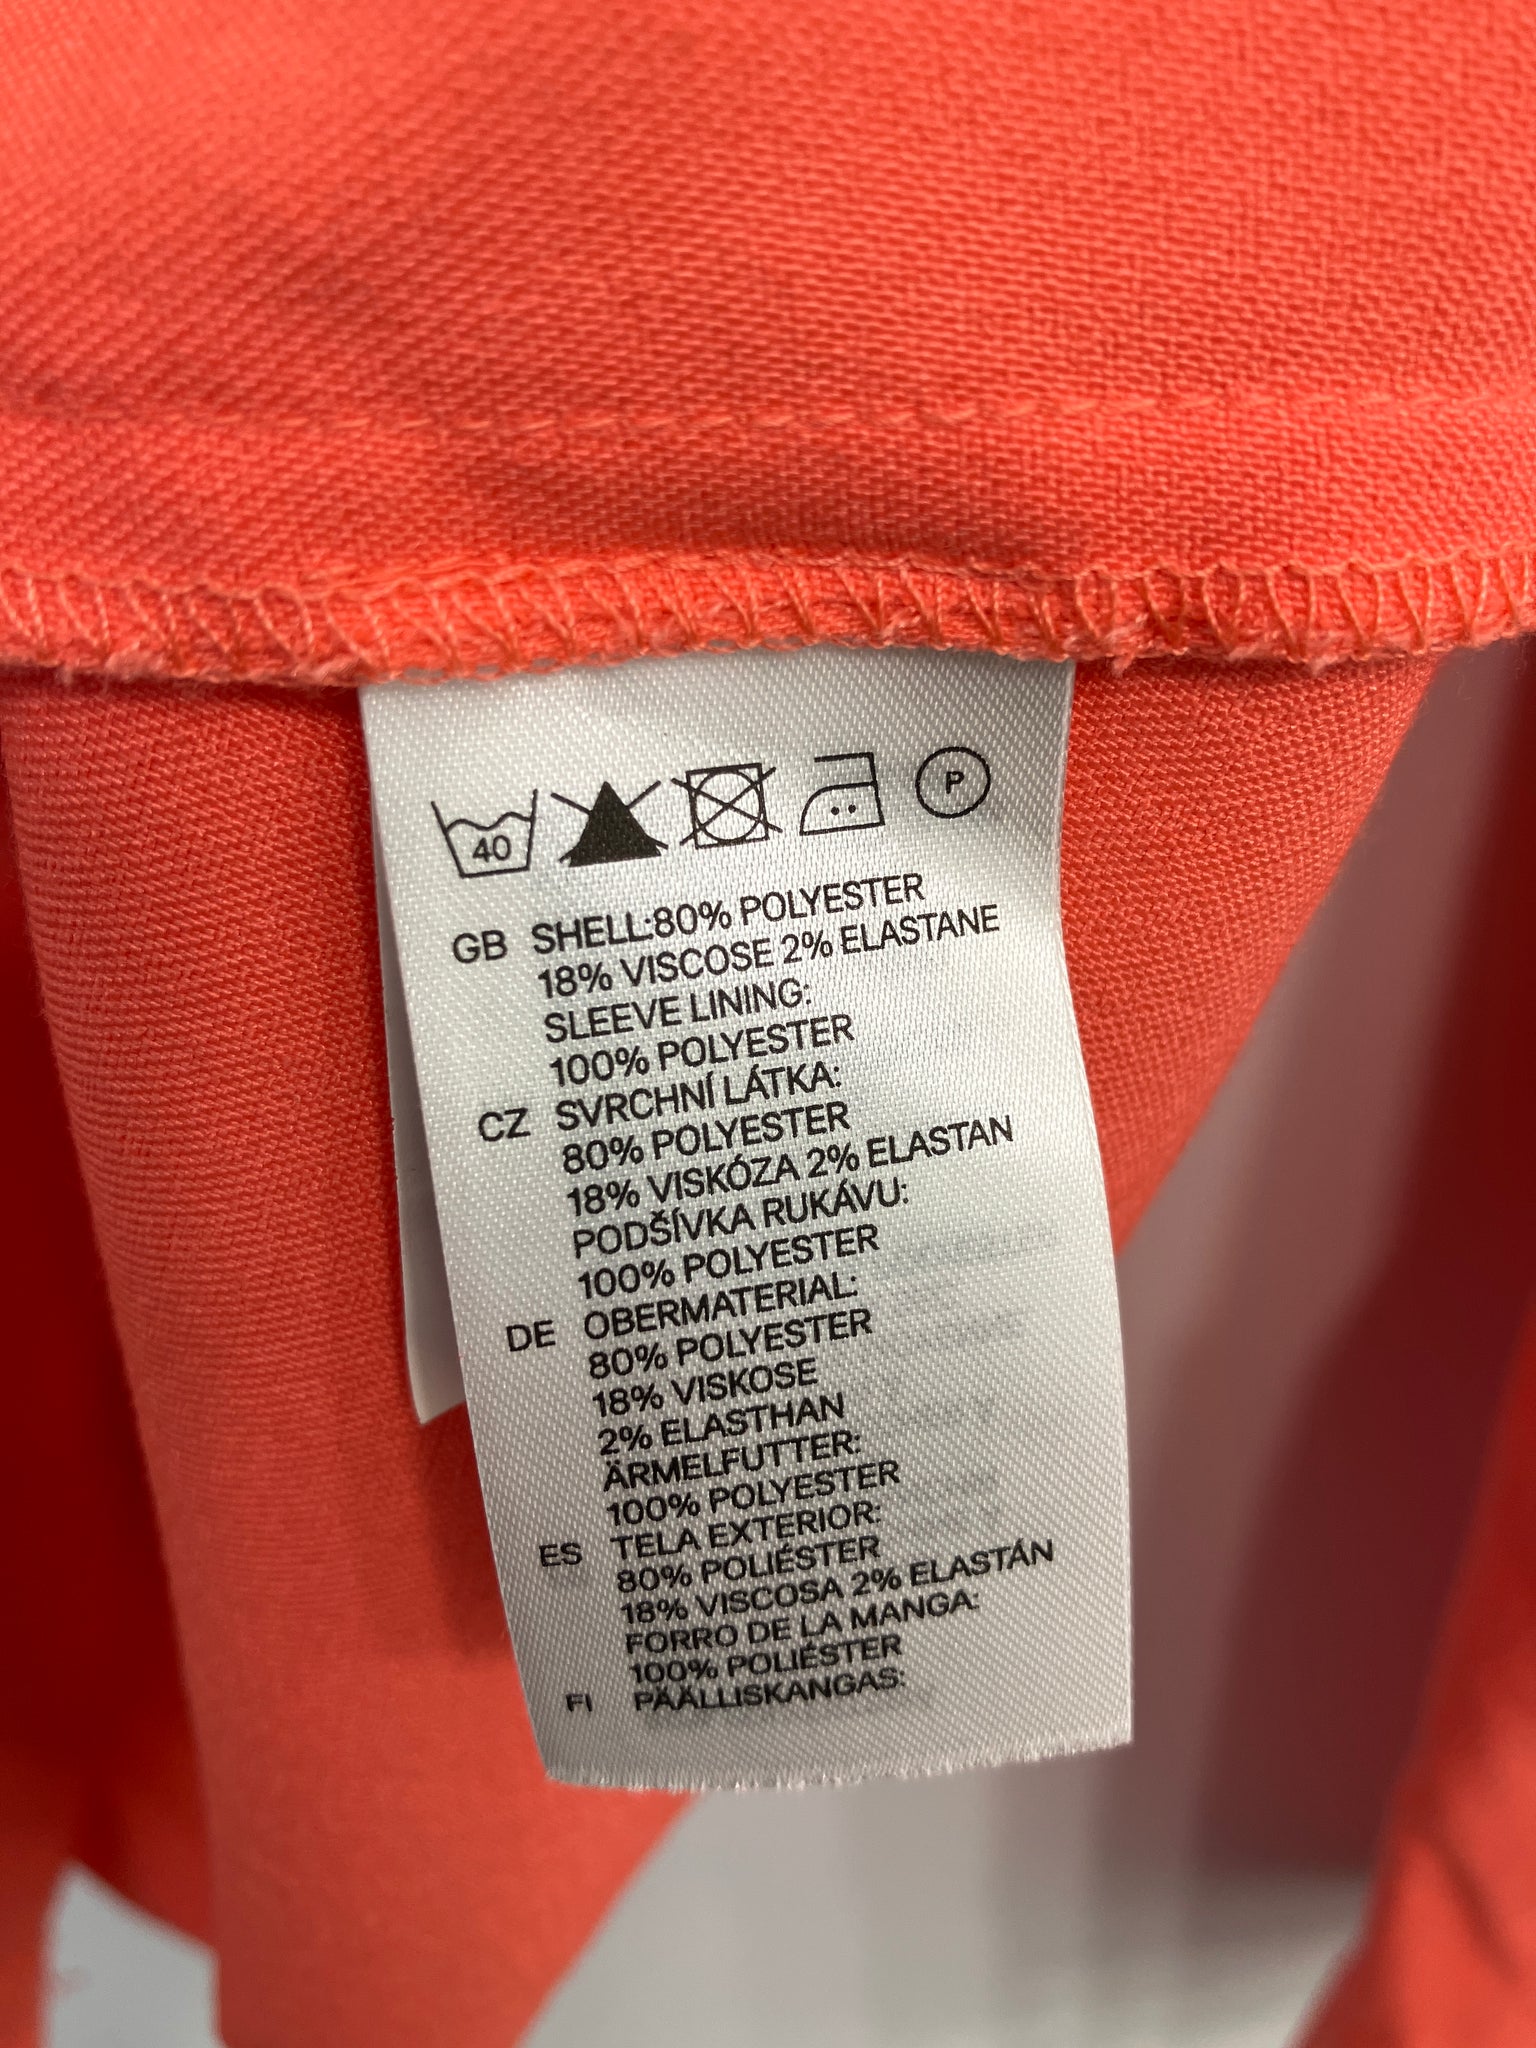 40 P
GB SHELL:80% POLYESTER
18% VISCOSE 2% ELASTANE
SLEEVE LINING:
100% POLYESTER
CZ SVRCHNÍ LÁTKA:
80% POLYESTER
18% VISKÓZA 2% ELASTAN
PODŠÍVKA RUKÁVU:
100% POLYESTER
DE OBERMATERIAL:
80% POLYESTER
18% VISKOSE
2% ELASTHAN
ÄRMELFUTTER:
100% POLYESTER
ES TELA EXTERIOR:
80% POLIÉSTER
18% VISCOSA 2% ELASTÁN
FORRO DE LA MANGA:
100% POLIÉSTER
FI PÄÄLLISKANGAS: